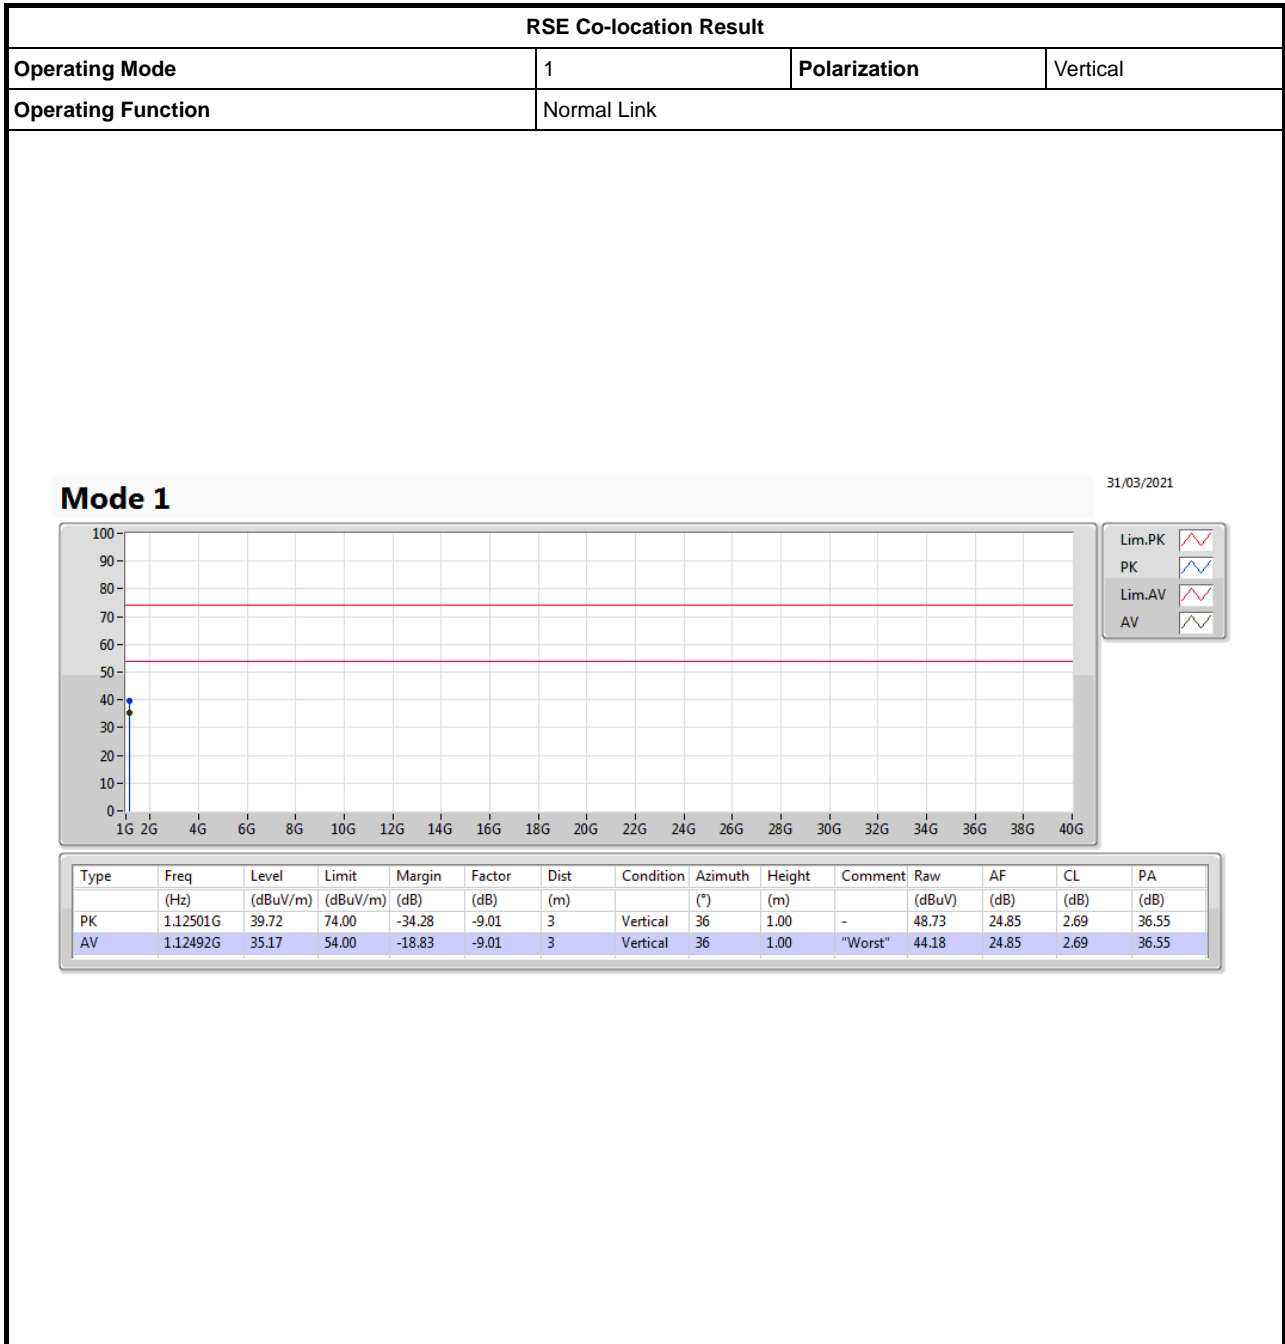 RSE Co-location Result
Operating Mode 1 Polarization Vertical
Operating Function Normal Link
31/03/2021
Mode 1
100
90
80
70
60
50
40
30
20
10
0
1G 2G 4G 6G 8G 10G 12G 14G 16G 18G 20G 22G 24G 26G 28G 30G 32G 34G 36G 38G 40G
Lim.PK
PK
Lim.AV
AV
Type Freq Level Limit Margin Factor Dist Condition Azimuth Height Comment Raw AF CL PA
(Hz) (dBuV/m) (dBuV/m) (dB) (dB) (m) (°) (m) (dBuV) (dB) (dB) (dB)
PK 1.12501G 39.72 74.00 -34.28 -9.01 3 Vertical 36 1.00 - 48.73 24.85 2.69 36.55
AV 1.12492G 35.17 54.00 -18.83 -9.01 3 Vertical 36 1.00 "Worst" 44.18 24.85 2.69 36.55